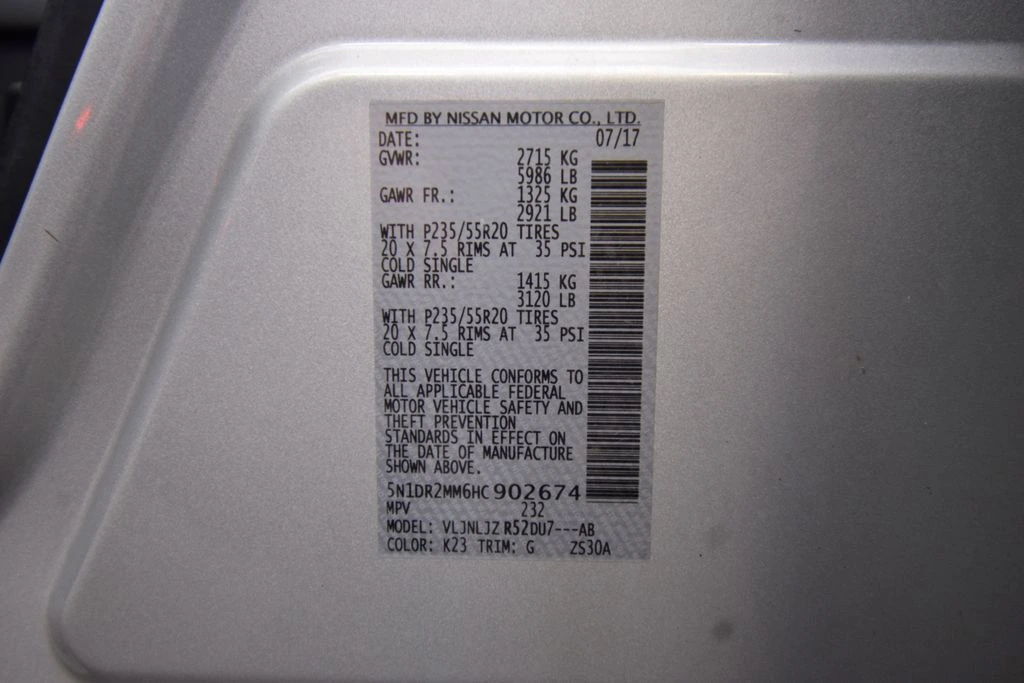 MFD BY NISSAN MOTOR CO., LTD.
DATE: 07/17
GVWR: 2715 KG
5986 LB
GAWR FR.: 1325 KG
2921 LB
WITH P235/55R20 TIRES
20 X 7.5 RIMS AT 35 PSI
COLD SINGLE
GAWR RR.: 1415 KG
3120 LB
WITH P235/55R20 TIRES
20 X 7.5 RIMS AT 35 PSI
COLD SINGLE
THIS VEHICLE CONFORMS TO
ALL APPLICABLE FEDERAL
MOTOR VEHICLE SAFETY AND
THEFT PREVENTION
STANDARDS IN EFFECT ON
THE DATE OF MANUFACTURE
SHOWN ABOVE.
5N1DR2MM6HC902674
MPV 232
MODEL: VLJNLJZ R52DU7---AB
COLOR: K23 TRIM: G ZS30A